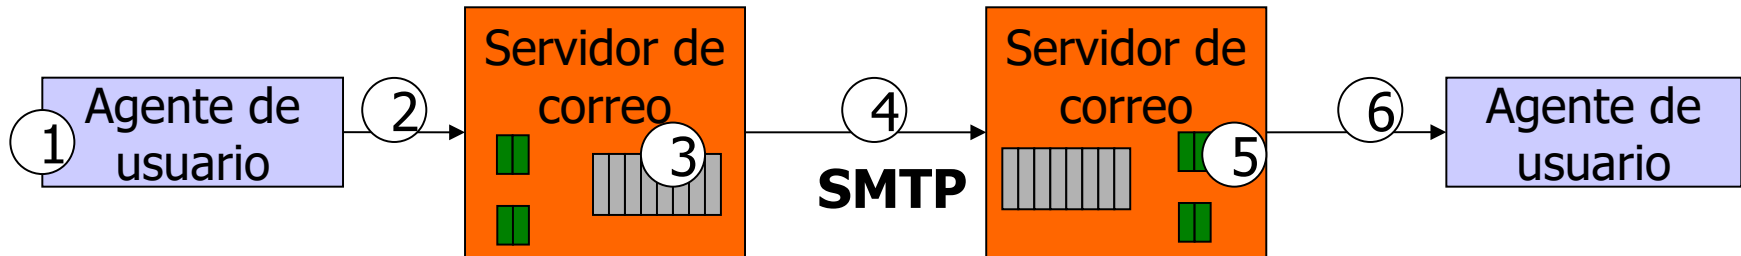 Servidor de
correo
Servidor de
correo
Agente de
usuario
Agente de
usuario
1
2
3
4
5
6
SMTP